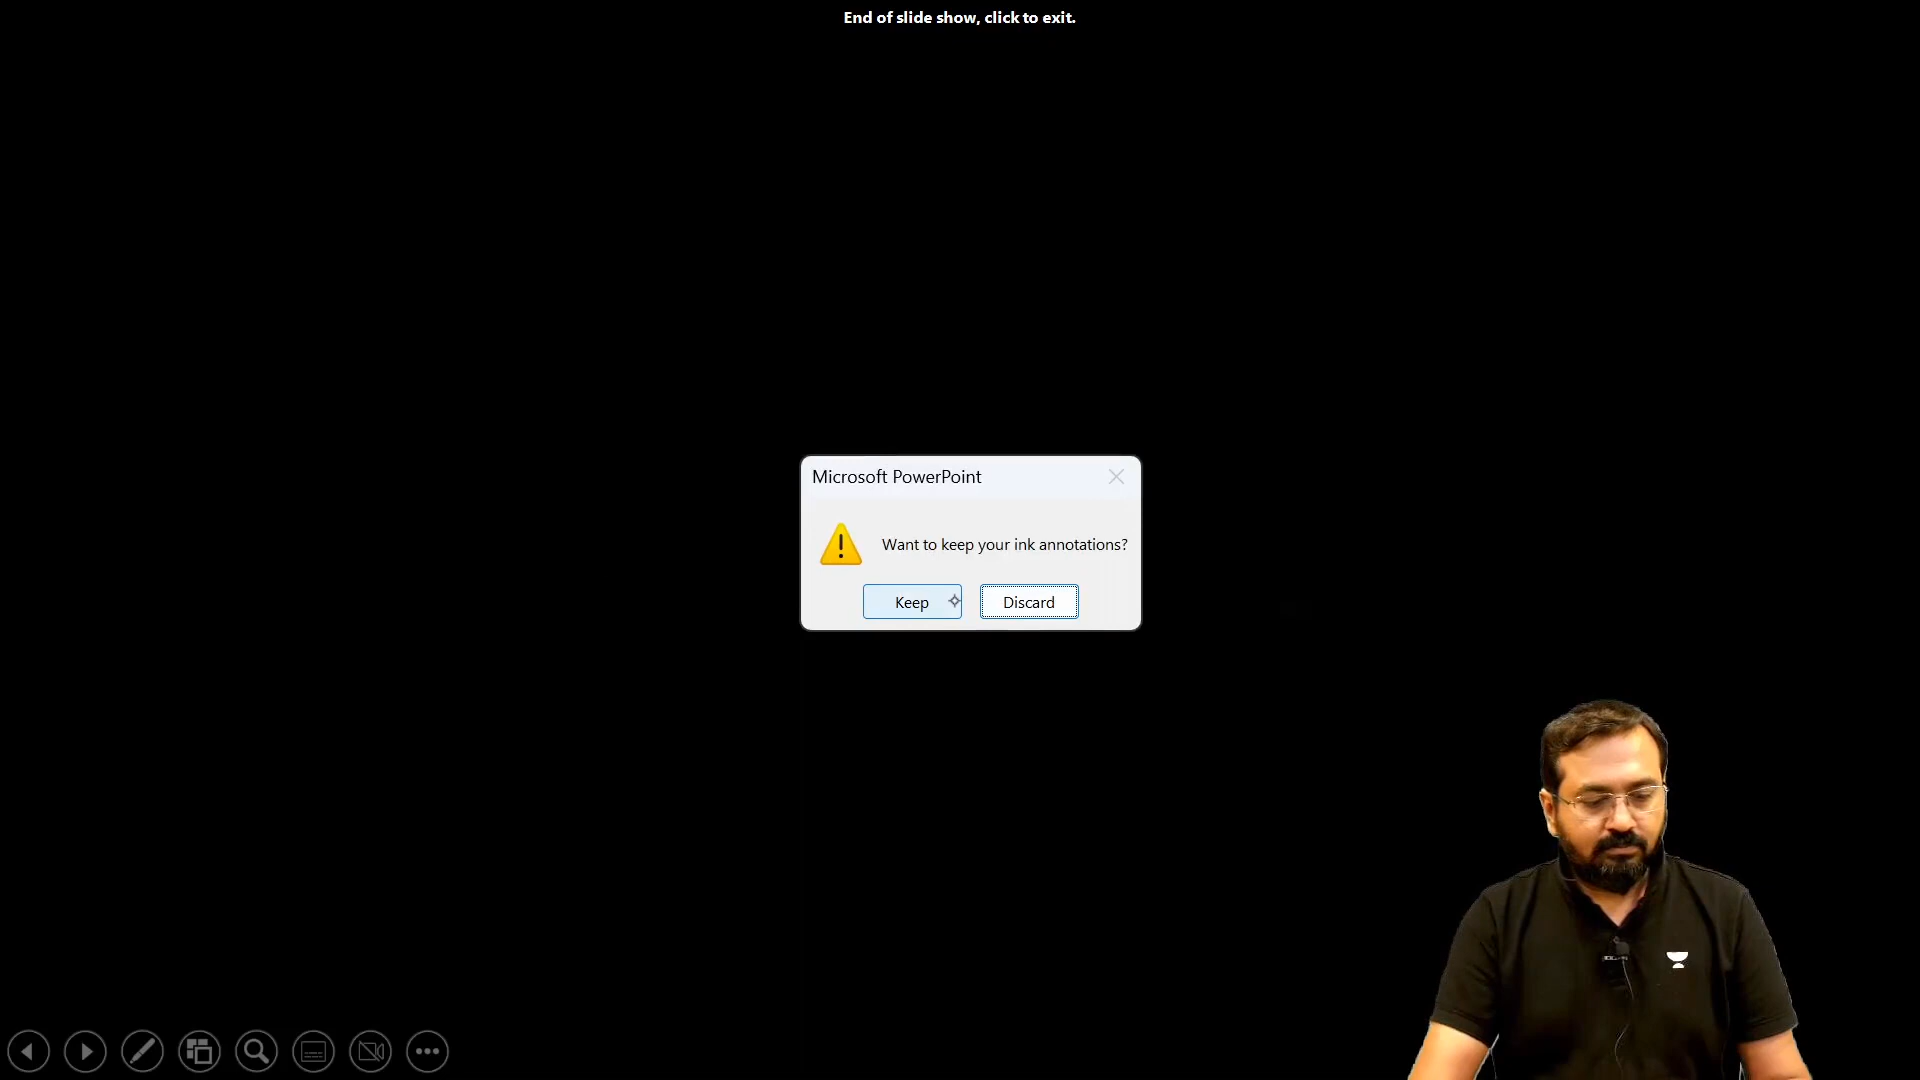 End of slide show, click to exit.
Microsoft PowerPoint
Want to keep your ink annotations?
Keep
Discard